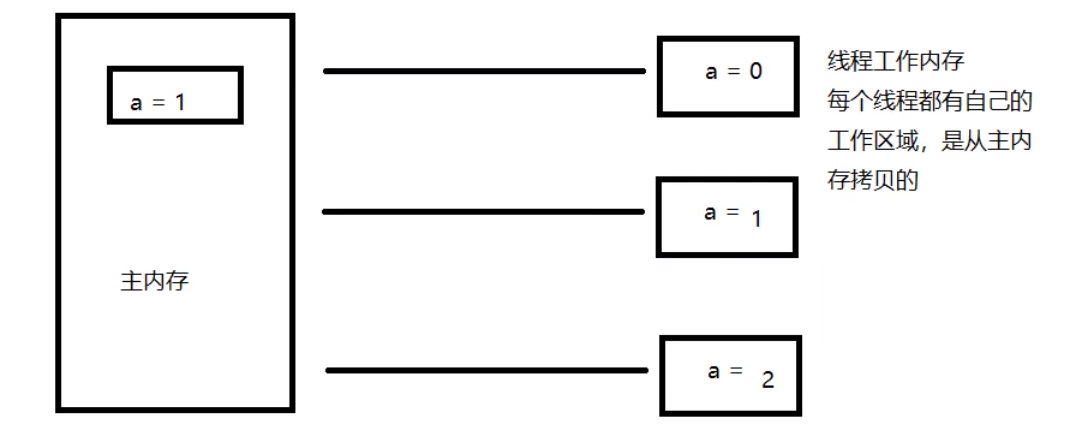 a = 1
主内存
a = 0
a = 1
a = 2
线程工作内存
每个线程都有自己的
工作区域，是从主内
存拷贝的